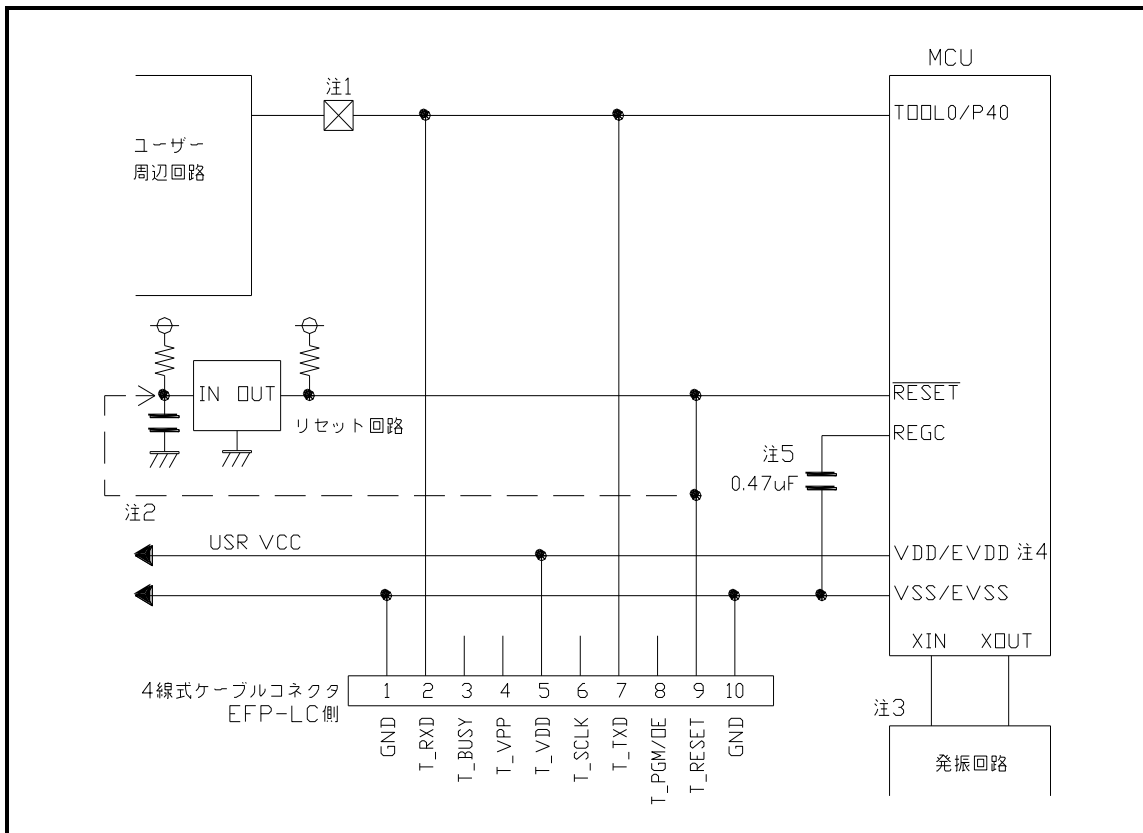 MCU
注1
TOOL0/P40
ユーザー
周辺回路
IN OUT
RESET
リセット回路
REGC
注5
0.47uF
注2
USR VCC
VDD/EVDD 注4
VSS/EVSS
XIN XOUT
4線式ケーブルコネクタ
EFP-LC側
1 2 3 4 5 6 7 8 9 10
GND
T_RXD
T_BUSY
T_VPP
T_VDD
T_SCLK
T_TXD
T_PGM/OE
T_RESET
GND
注3
発振回路